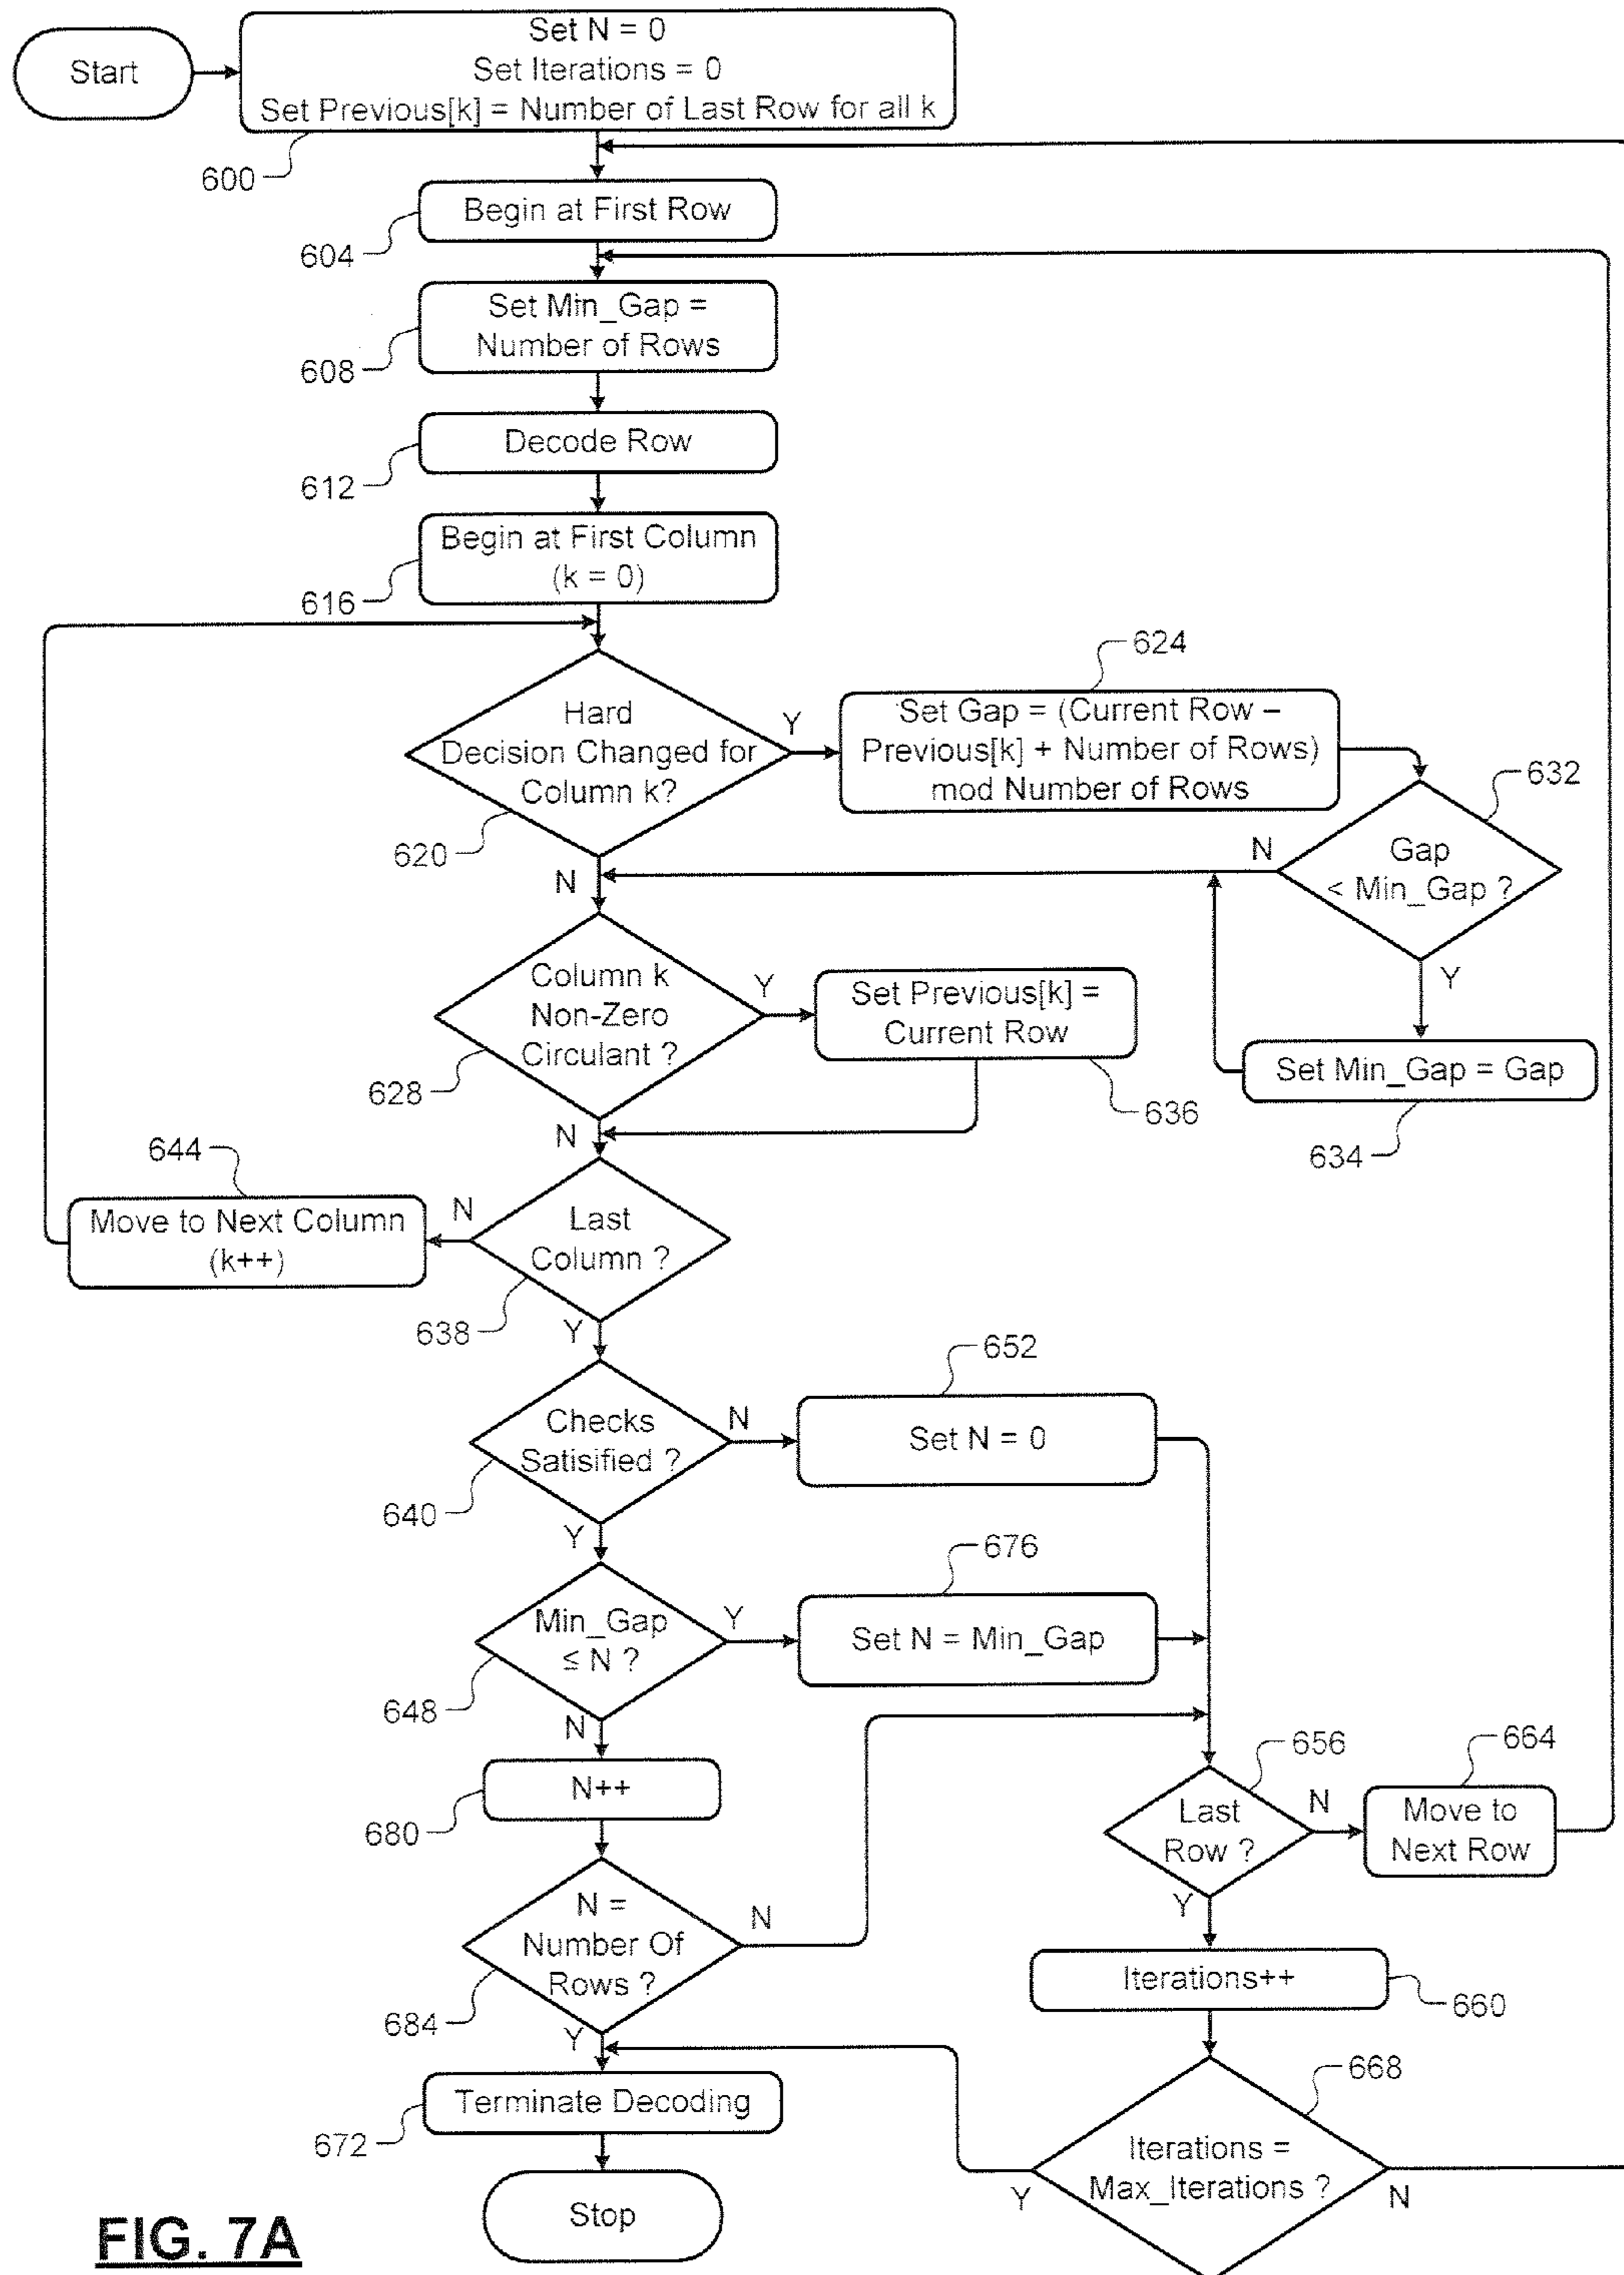 Start
Set N = 0
Set Iterations = 0
Set Previous[k] = Number of Last Row for all k
600
Begin at First Row
604
Set Min_Gap =
Number of Rows
608
Decode Row
612
Begin at First Column
(k = 0)
616
Hard
Decision Changed for
Column k?
620
Y
N
624
Set Gap = (Current Row –
Previous[k] + Number of Rows)
mod Number of Rows
632
Gap
< Min_Gap ?
N
Y
Set Min_Gap = Gap
634
Column k
Non-Zero
Circulant ?
628
Y
N
Set Previous[k] =
Current Row
636
644
Move to Next Column
(k++)
N
Last
Column ?
638
Y
Checks
Satisified ?
640
N
Y
652
Set N = 0
Min_Gap
≤ N ?
648
Y
N
676
Set N = Min_Gap
N++
680
N =
Number Of
Rows ?
684
N
Y
656
Last
Row ?
N
Y
664
Move to
Next Row
Iterations++
660
668
Iterations =
Max_Iterations ?
Y
N
Terminate Decoding
672
Stop
FIG. 7A